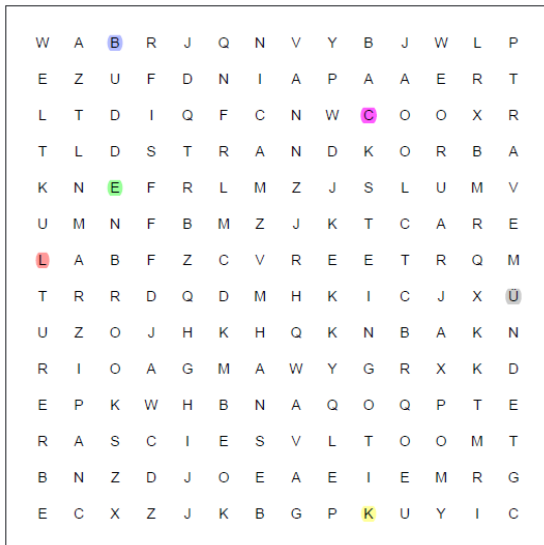 W A B R J Q N V Y B J W L P
E Z U F D N I A P A A E R T
L T D I Q F C N W C O O X R
T L D S T R A N D K O R B A
K N E F R L M Z J S L U M V
U M N F B M Z J K T C A R E
L A B F Z C V R E E T R Q M
T R R D Q D M H K I C J X Ü
U Z O J H K H Q K N B A K N
R I O A G M A W Y G R X K D
E P K W H B N A Q O Q P T E
R A S C I E S V L T O O M T
B N Z D J O E A E I E M R G
E C X Z J K B G P K U Y I C